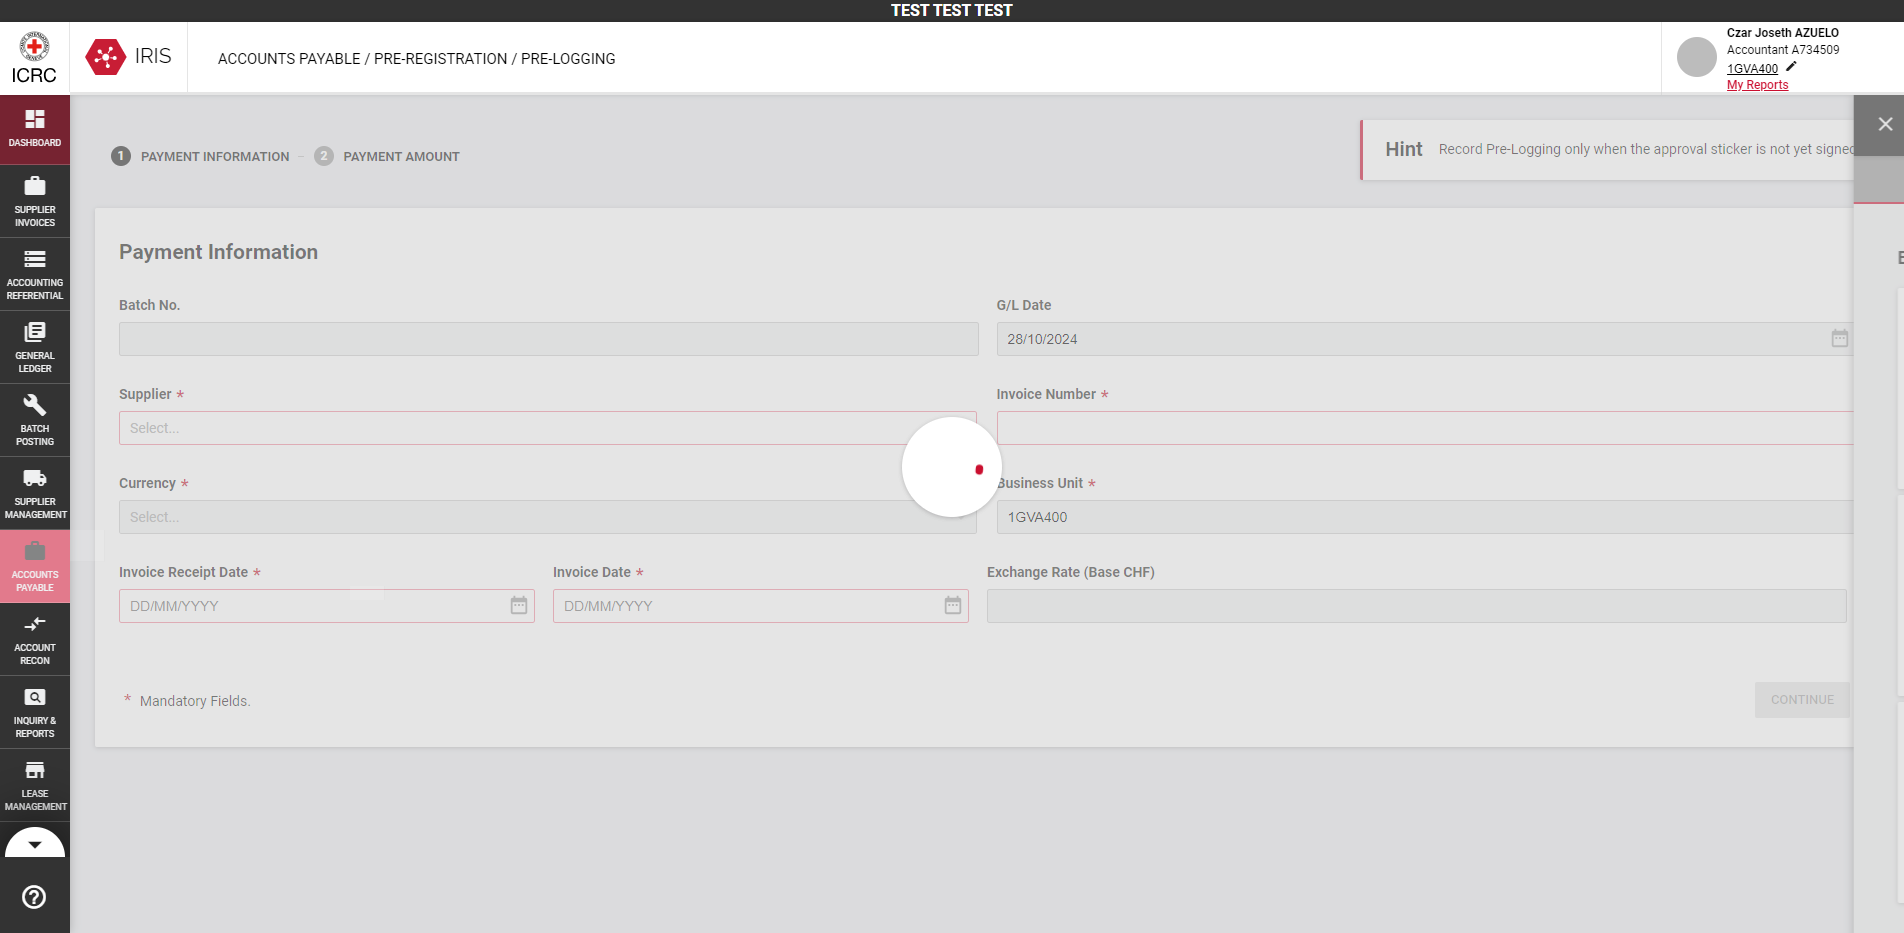 TEST TEST TEST
ICRC
IRIS
ACCOUNTS PAYABLE / PRE-REGISTRATION / PRE-LOGGING
Czar Joseth AZUELO
Accountant A734509
1GVA400
My Reports
DASHBOARD
SUPPLIER
INVOICES
ACCOUNTING
REFERENTIAL
GENERAL
LEDGER
BATCH
POSTING
SUPPLIER
MANAGEMENT
ACCOUNTS
PAYABLE
ACCOUNT
RECON
INQUIRY &
REPORTS
LEASE
MANAGEMENT
1 PAYMENT INFORMATION
2 PAYMENT AMOUNT
Hint Record Pre-Logging only when the approval sticker is not yet signed
Payment Information
Batch No.
G/L Date
28/10/2024
Supplier *
Select...
Invoice Number *
Currency *
Select...
Business Unit *
1GVA400
Invoice Receipt Date *
DD/MM/YYYY
Invoice Date *
DD/MM/YYYY
Exchange Rate (Base CHF)
* Mandatory Fields.
CONTINUE